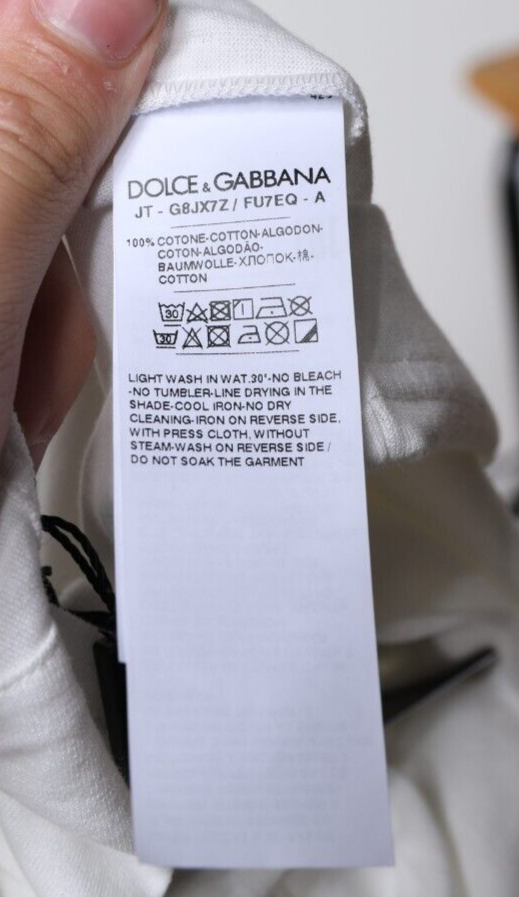 DOLCE & GABBANA
JT - G8JX7Z / FU7EQ - A
100% COTONE-COTTON-ALGODON-
COTON-ALGODÃO-
BAUMWOLLE-ХЛОПОК-棉-
COTTON
30
30
LIGHT WASH IN WAT.30°-NO BLEACH
-NO TUMBLER-LINE DRYING IN THE
SHADE-COOL IRON-NO DRY
CLEANING-IRON ON REVERSE SIDE,
WITH PRESS CLOTH, WITHOUT
STEAM-WASH ON REVERSE SIDE /
DO NOT SOAK THE GARMENT